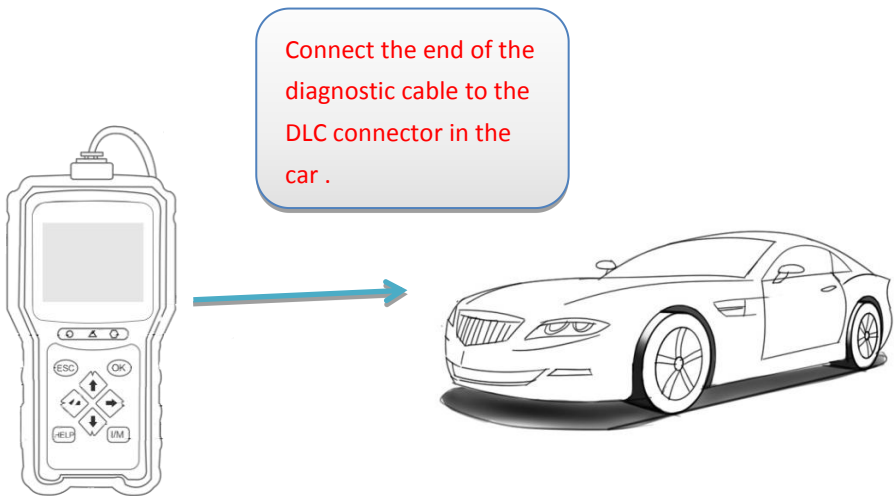 Connect the end of the
diagnostic cable to the
DLC connector in the
car .
ESC
OK
HELP
I/M